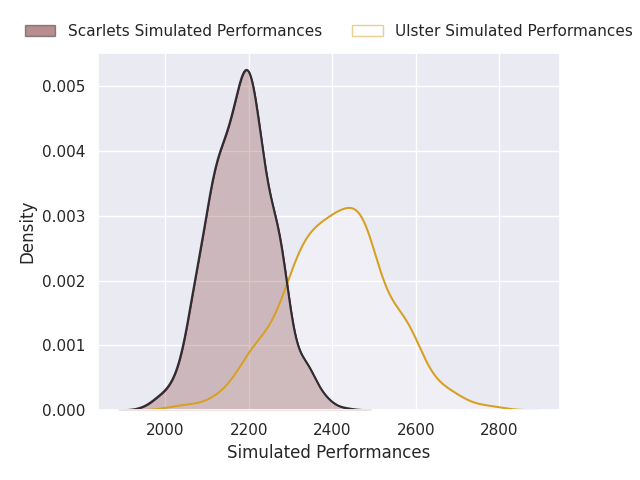 Scarlets Simulated Performances Ulster Simulated Performances
0.005
0.004
0.003
0.002
0.001
0.000
Density
2000 2200 2400 2600 2800
Simulated Performances